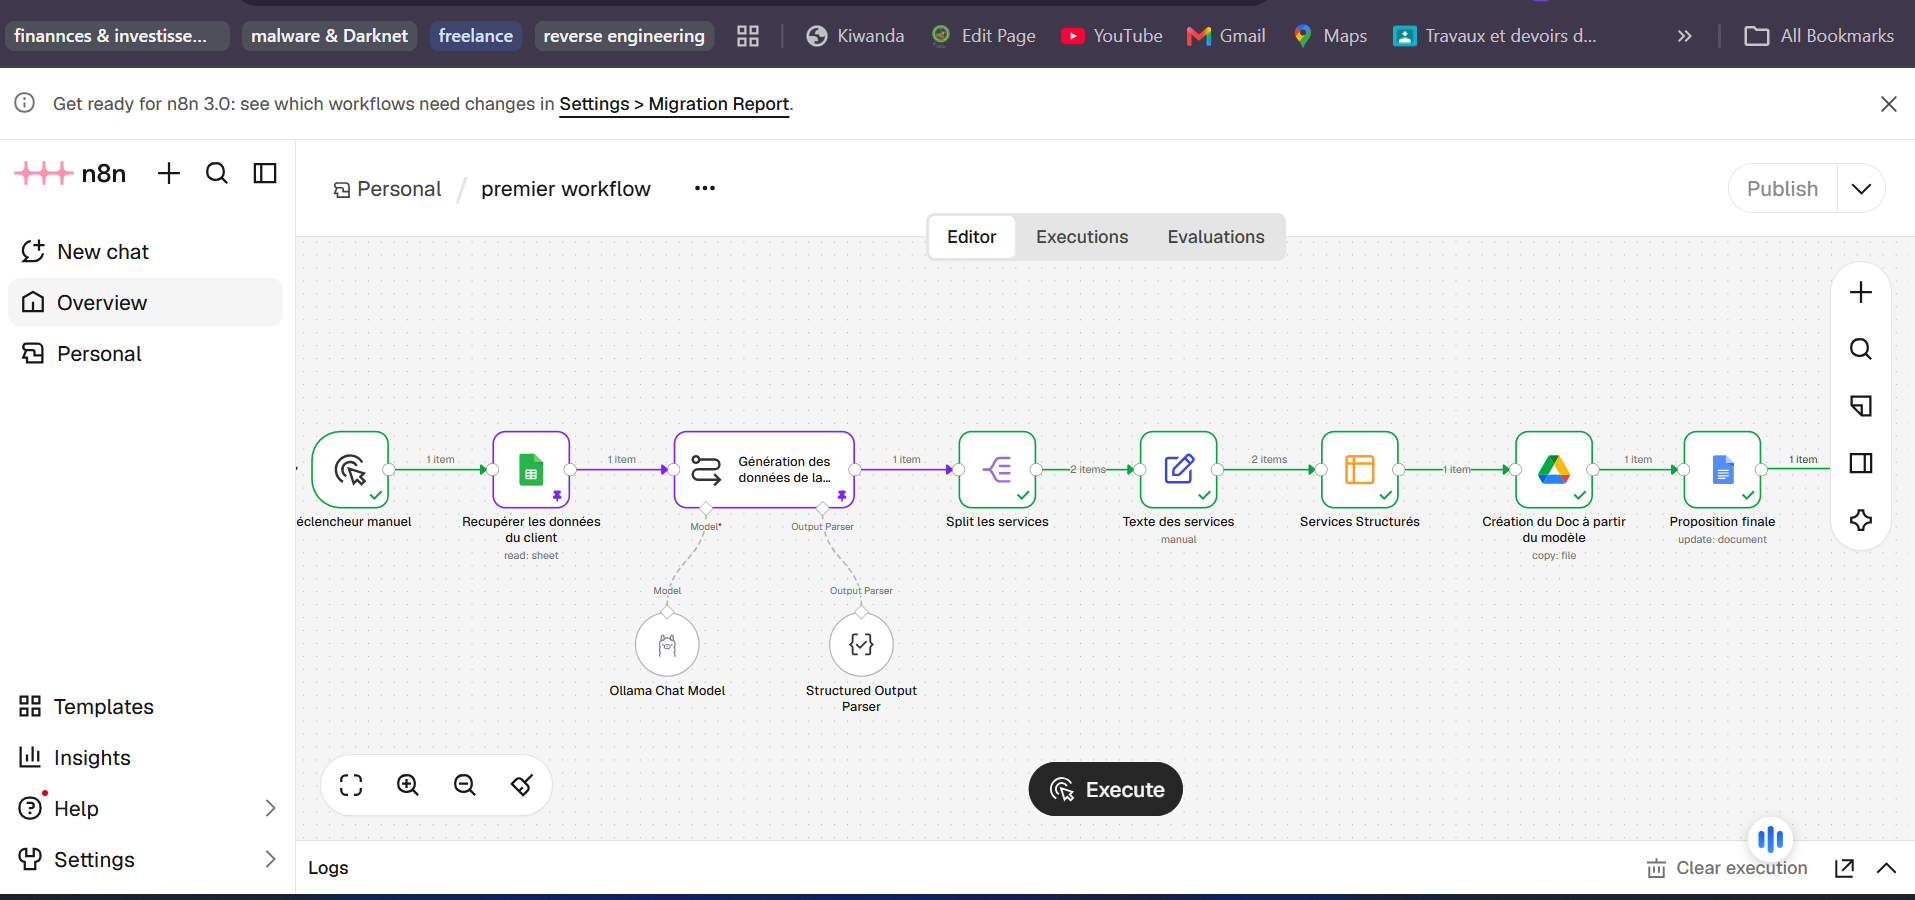 finannces & investisse... malware & Darknet freelance reverse engineering Kiwanda Edit Page YouTube Gmail Maps Travaux et devoirs d... All Bookmarks
Get ready for n8n 3.0: see which workflows need changes in Settings > Migration Report.
n8n
Personal / premier workflow ...
Publish
Editor Executions Evaluations
New chat
Overview
Personal
1 item 1 item 1 item 2 items 2 items 1 item 1 item 1 item
Génération des
données de la...
éclencheur manuel
Recupérer les données
du client
read: sheet
Model*
Output Parser
Split les services
Texte des services
manual
Services Structurés
Création du Doc à partir
du modèle
copy: file
Proposition finale
update: document
Model
Output Parser
Ollama Chat Model
Structured Output
Parser
Templates
Insights
Help
Settings
Execute
Logs
Clear execution